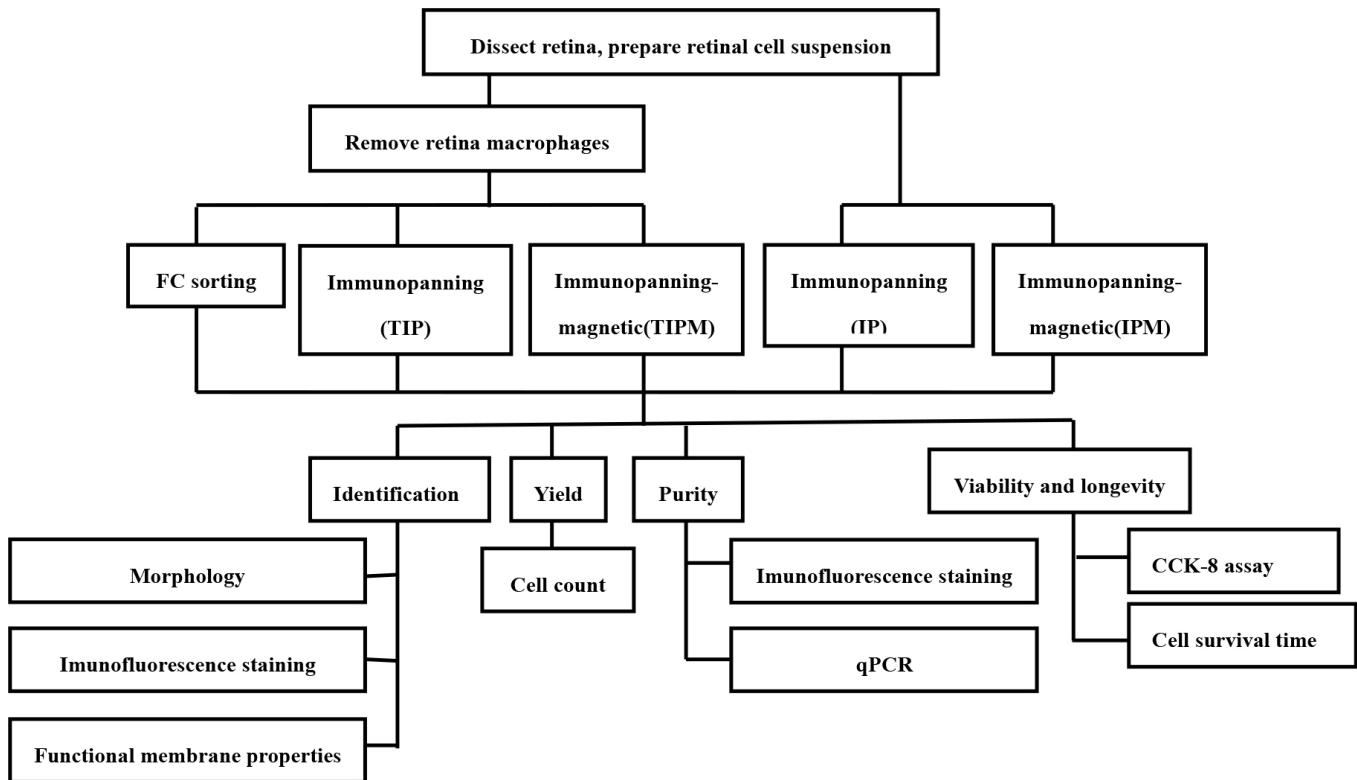 Dissect retina, prepare retinal cell suspension
Remove retina macrophages
FC sorting
Immunopanning
(TIP)
Immunopanning-
magnetic(TIPM)
Immunopanning
(IP)
Immunopanning-
magnetic(IPM)
Identification
Yield
Purity
Viability and longevity
Morphology
Imunofluorescence staining
Functional membrane properties
Cell count
Imunofluorescence staining
qPCR
CCK-8 assay
Cell survival time